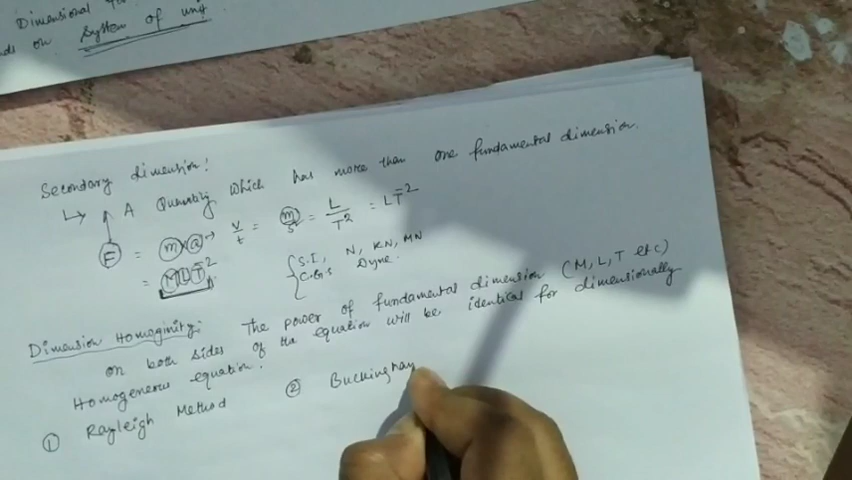 Dimensional
on System of unit
Secondary dimension!
A Quantity Which has more than one fundamental dimension.
F = m×a → v/t = m/s² = L/T² = LT⁻²
= MLT⁻²
S.I, N, KN, MN
C.G.S Dyne.
Dimension Homoginity: The power of fundamental dimension (M, L, T etc)
on both sides of the equation will be identical for dimensionally
Homogeneous equation.
① Rayleigh Method ② Buckingham